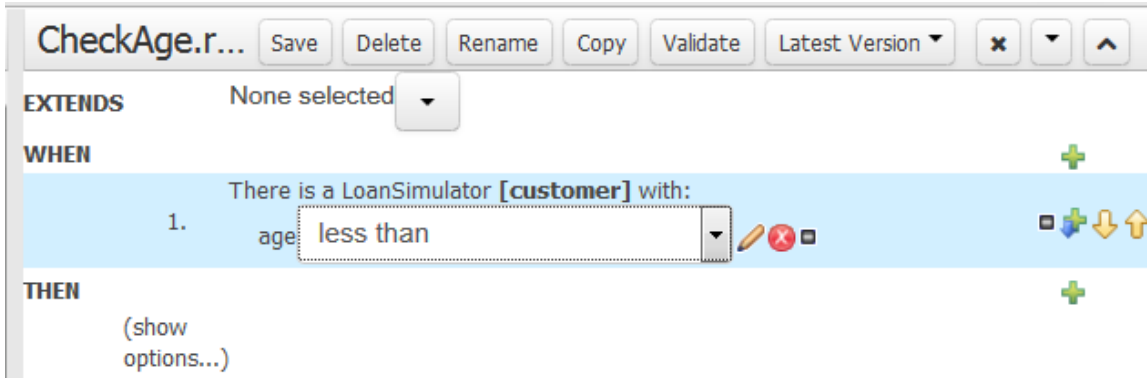 CheckAge.r... Save Delete Rename Copy Validate Latest Version
EXTENDS None selected
WHEN
There is a LoanSimulator [customer] with:
1.
age less than
THEN
(show
options...)